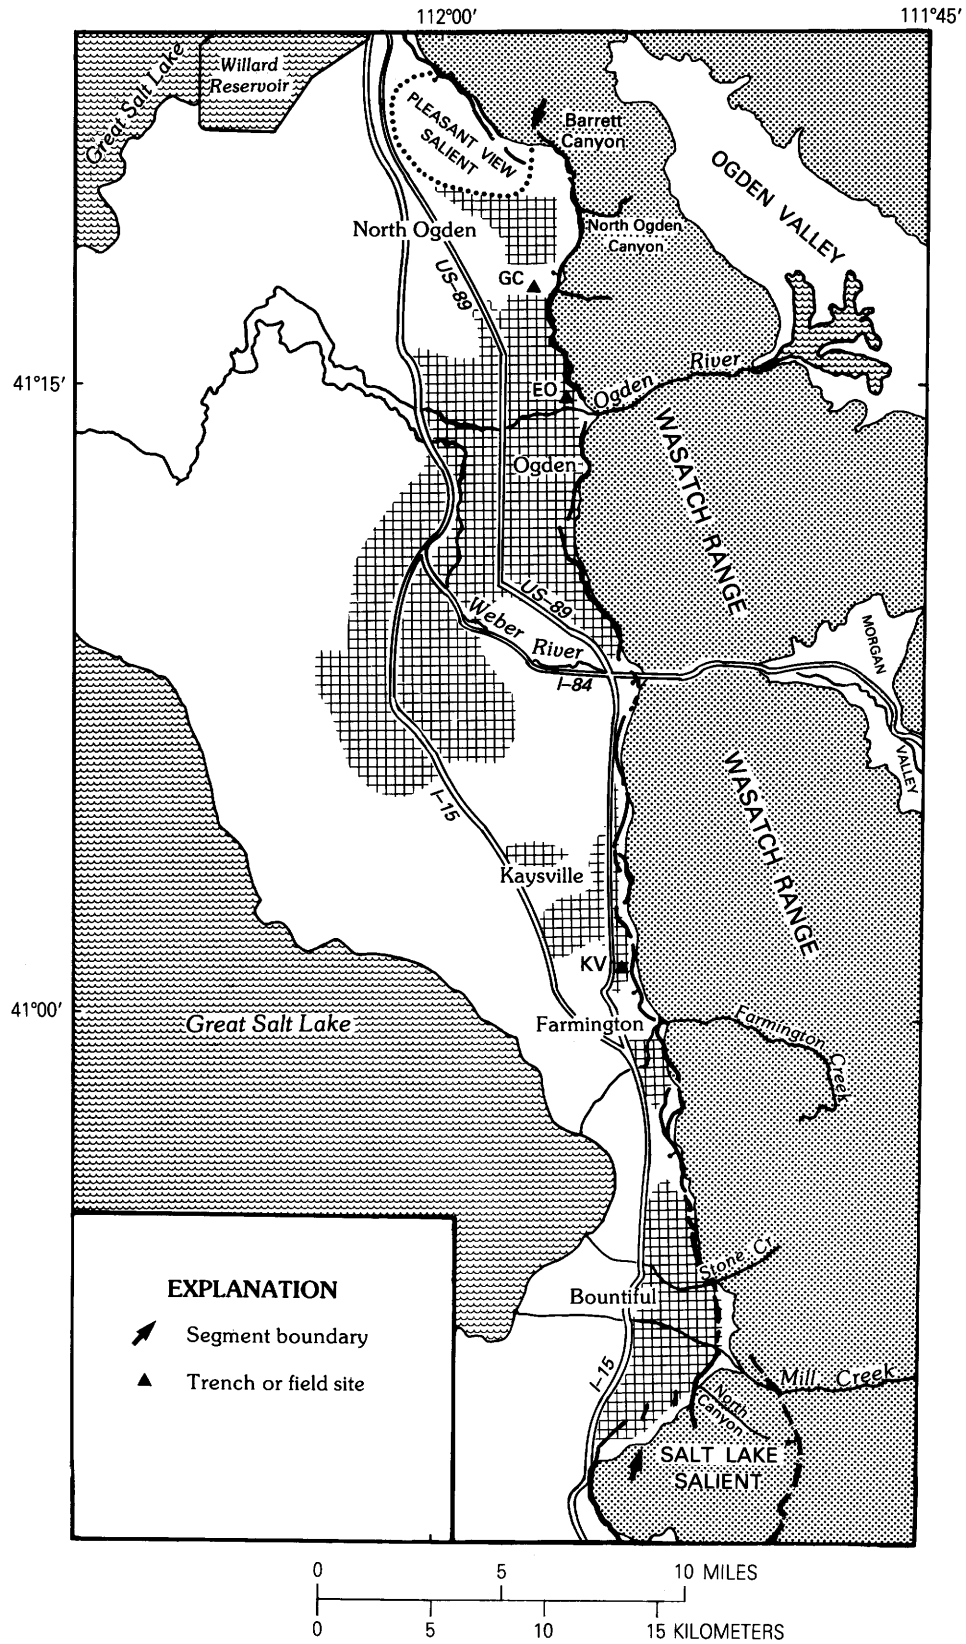 112°00'
111°45'
Great Salt Lake
Willard
Reservoir
PLEASANT VIEW
SALIENT
Barrett
Canyon
OGDEN VALLEY
North Ogden
North Ogden
Canyon
US-89
GC
41°15'
EO
Ogden River
WASATCH RANGE
Ogden
US-89
Weber River
I-84
MORGAN
VALLEY
I-15
WASATCH RANGE
Kaysville
KV
41°00'
Great Salt Lake
Farmington
Farmington Creek
Stone Cr
Bountiful
I-15
Mill Creek
North
Canyon
SALT LAKE
SALIENT
EXPLANATION
Segment boundary
Trench or field site
0 5 10 MILES
0 5 10 15 KILOMETERS